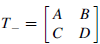 T_ = [ A B
C D ]